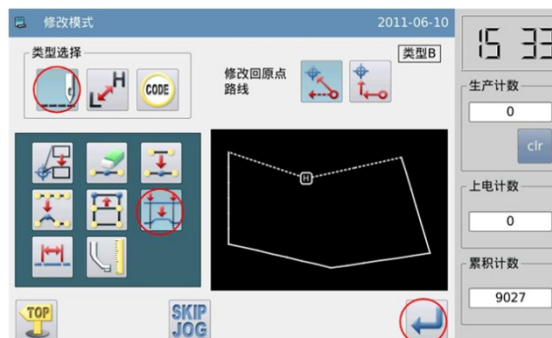 修改模式
2011-06-10
类型选择
H
L
CODE
修改回原点
路线
类型B
15 33
生产计数
0
clr
上电计数
0
累积计数
9027
H
TOP
SKIP
JOG